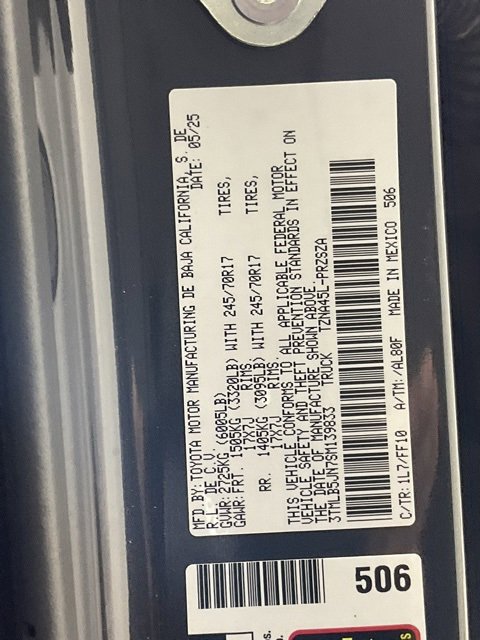 MFD.BY:TOYOTA MOTOR MANUFACTURING DE BAJA CALIFORNIA, S. DE
R.L. DE C.V. DATE: 05/25
GVWR:2725KG (6005LB)
GAWR:FRT. 1505KG (3320LB) WITH 245/70R17 TIRES,
17X7J RIMS
RR. 1405KG (3095LB) WITH 245/70R17 TIRES,
17X7J RIMS.
THIS VEHICLE CONFORMS TO ALL APPLICABLE FEDERAL MOTOR
VEHICLE SAFETY AND THEFT PREVENTION STANDARDS IN EFFECT ON
THE DATE OF MANUFACTURE SHOWN ABOVE.
3TMLB5JN7SM139833 TRUCK TZNA45L-PRZSZA
C/TR:1L7/FF10 A/TM:/AL80F MADE IN MEXICO 506
506